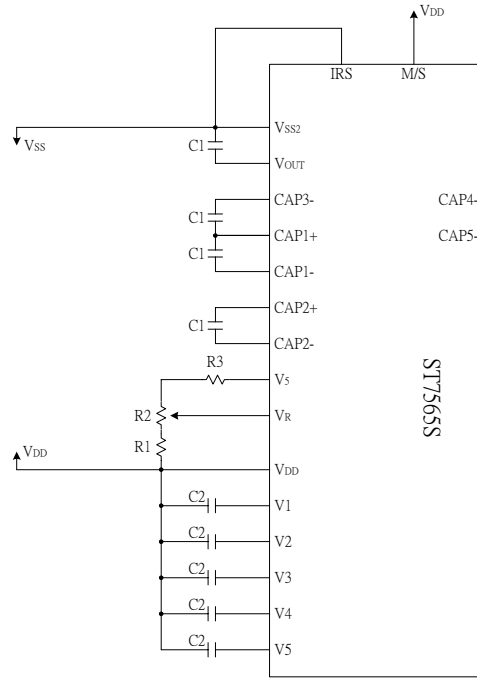 VDD
IRS M/S
VSS
VSS2
C1
VOUT
CAP3- CAP4-
C1
CAP1+ CAP5-
C1
CAP1-
CAP2+
C1
CAP2-
R3 V5
R2 VR
R1
VDD VDD
C2 V1
C2 V2
C2 V3
C2 V4
C2 V5
ST7565S